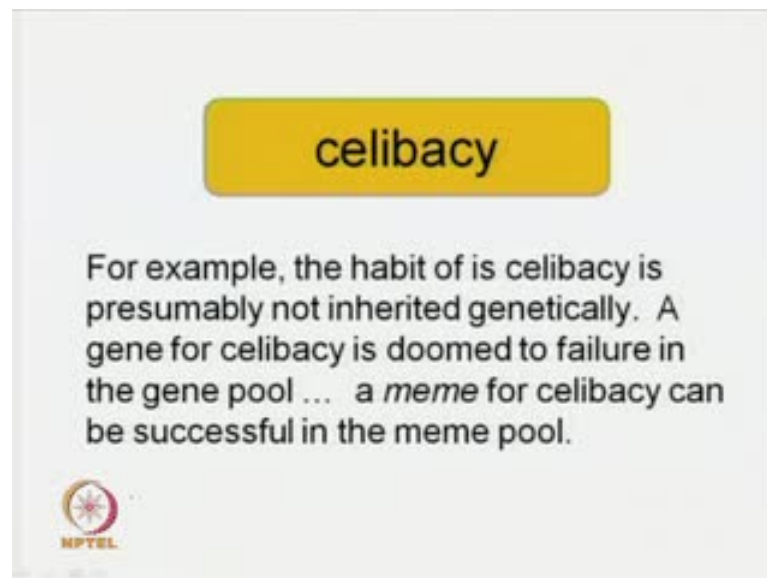 celibacy
For example, the habit of is celibacy is
presumably not inherited genetically.  A
gene for celibacy is doomed to failure in
the gene pool ...  a meme for celibacy can
be successful in the meme pool.
NPTEL